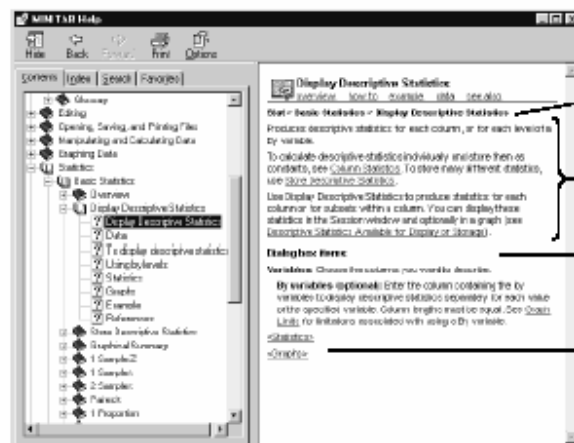 MINITAB Help
Hide Back Forward Print Options
Contents Index Search Favorites
Glossary
Editing
Opening, Saving, and Printing Files
Manipulating and Calculating Data
Graphing Data
Statistics
Basic Statistics
Overview
Display Descriptive Statistics
Display Descriptive Statistics
Data
To display descriptive statistics
Using by levels
Statistics
Graphs
Example
References
Store Descriptive Statistics
Graphical Summary
1 Sample Z
1 Sample t
2 Sample t
Paired t
1 Proportion
Display Descriptive Statistics
overview how to example data see also
Stat > Basic Statistics > Display Descriptive Statistics
Produces descriptive statistics for each column, or for each level of a
by variable.
To calculate descriptive statistics individually and store them as
constants, see Column Statistics. To store many different statistics,
use Store Descriptive Statistics.
Use Display Descriptive Statistics to produce statistics for each
column or for subsets within a column. You can display these
statistics in the Session window and optionally in a graph (see
Descriptive Statistics Available for Display or Storage).
Dialog box items
Variables: Choose the columns you want to describe.
By variables (optional): Enter the column containing the by
variables to display descriptive statistics separately for each value
of the specified variable. Column lengths must be equal. See Graph
Limits for limitations associated with using a By variable.
<Statistics>
<Graphs>